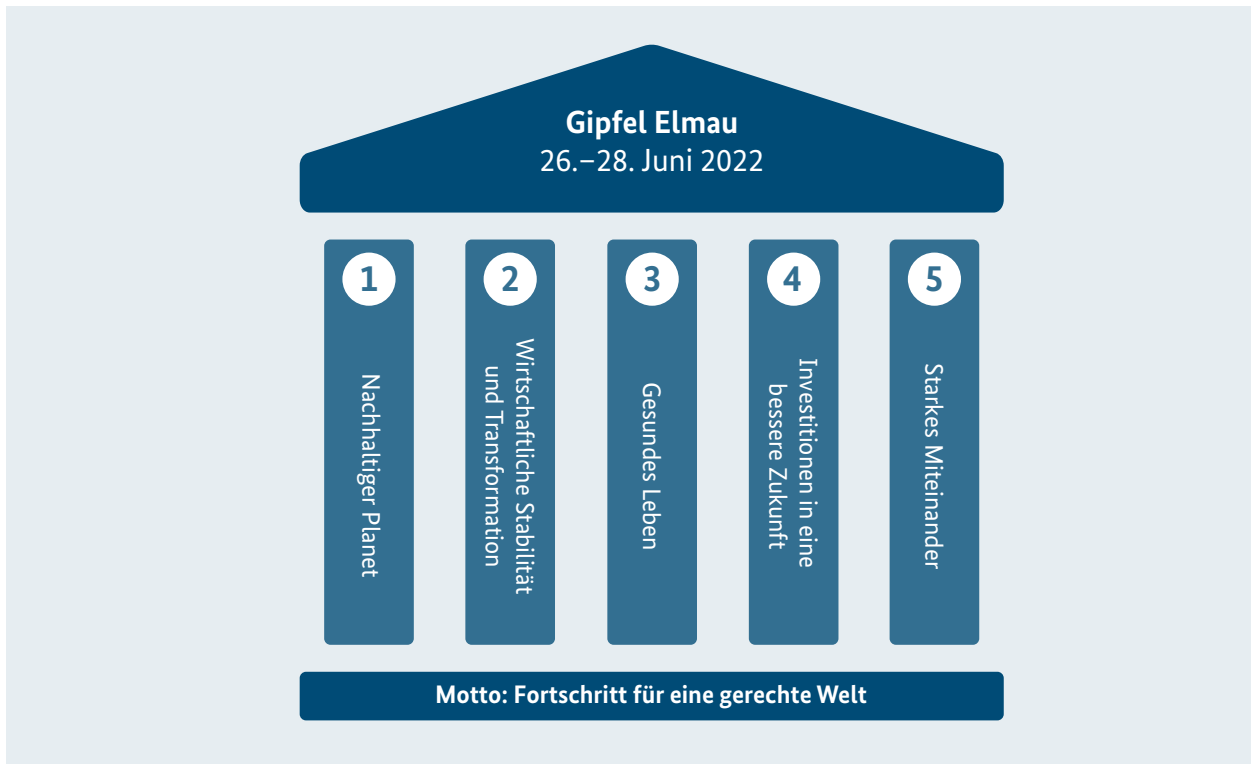 Gipfel Elmau
26.–28. Juni 2022
1
Nachhaltiger Planet
2
Wirtschaftliche Stabilität
und Transformation
3
Gesundes Leben
4
Investitionen in eine
bessere Zukunft
5
Starkes Miteinander
Motto: Fortschritt für eine gerechte Welt